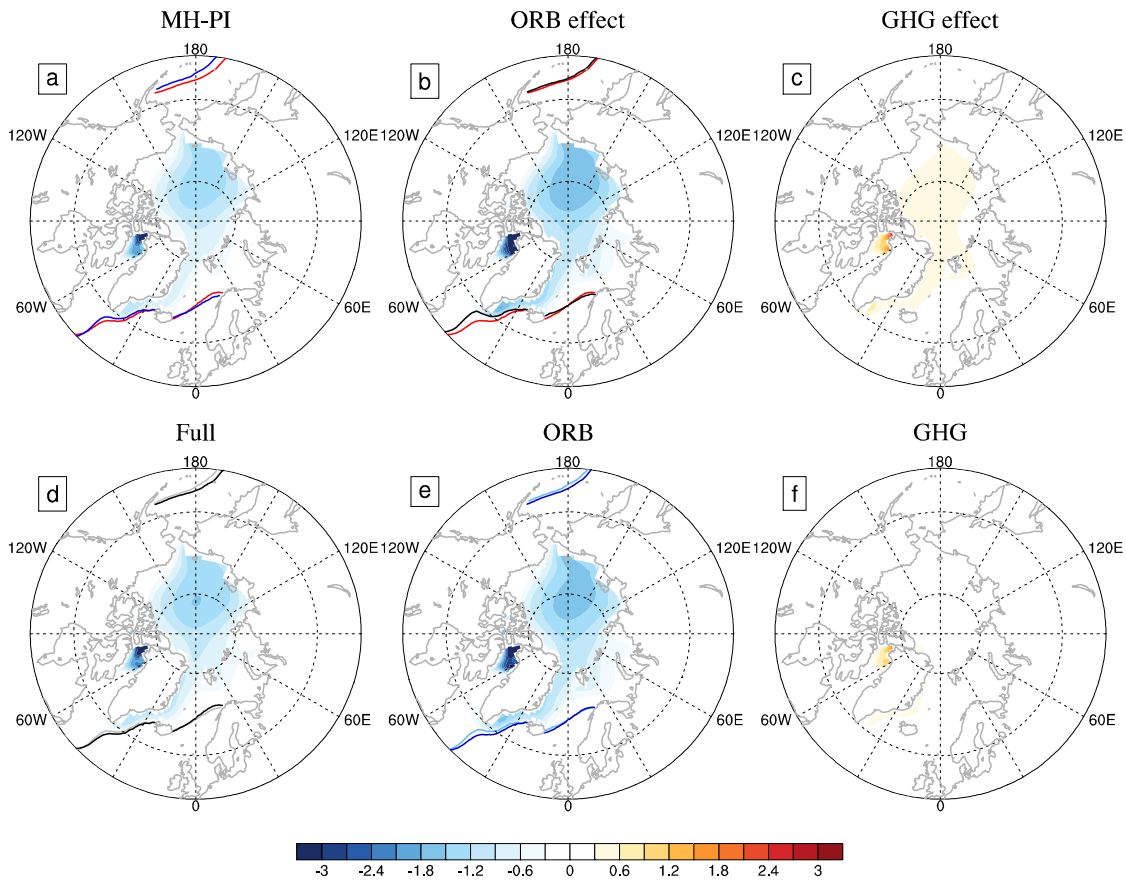 MH-PI ORB effect GHG effect
180 180 180
a b c
120W 120E 120W 120E 120W 120E
60W 60E 60W 60E 60W 60E
0 0 0
Full ORB GHG
180 180 180
d e f
120W 120E 120W 120E 120W 120E
60W 60E 60W 60E 60W 60E
0 0 0
-3 -2.4 -1.8 -1.2 -0.6 0 0.6 1.2 1.8 2.4 3